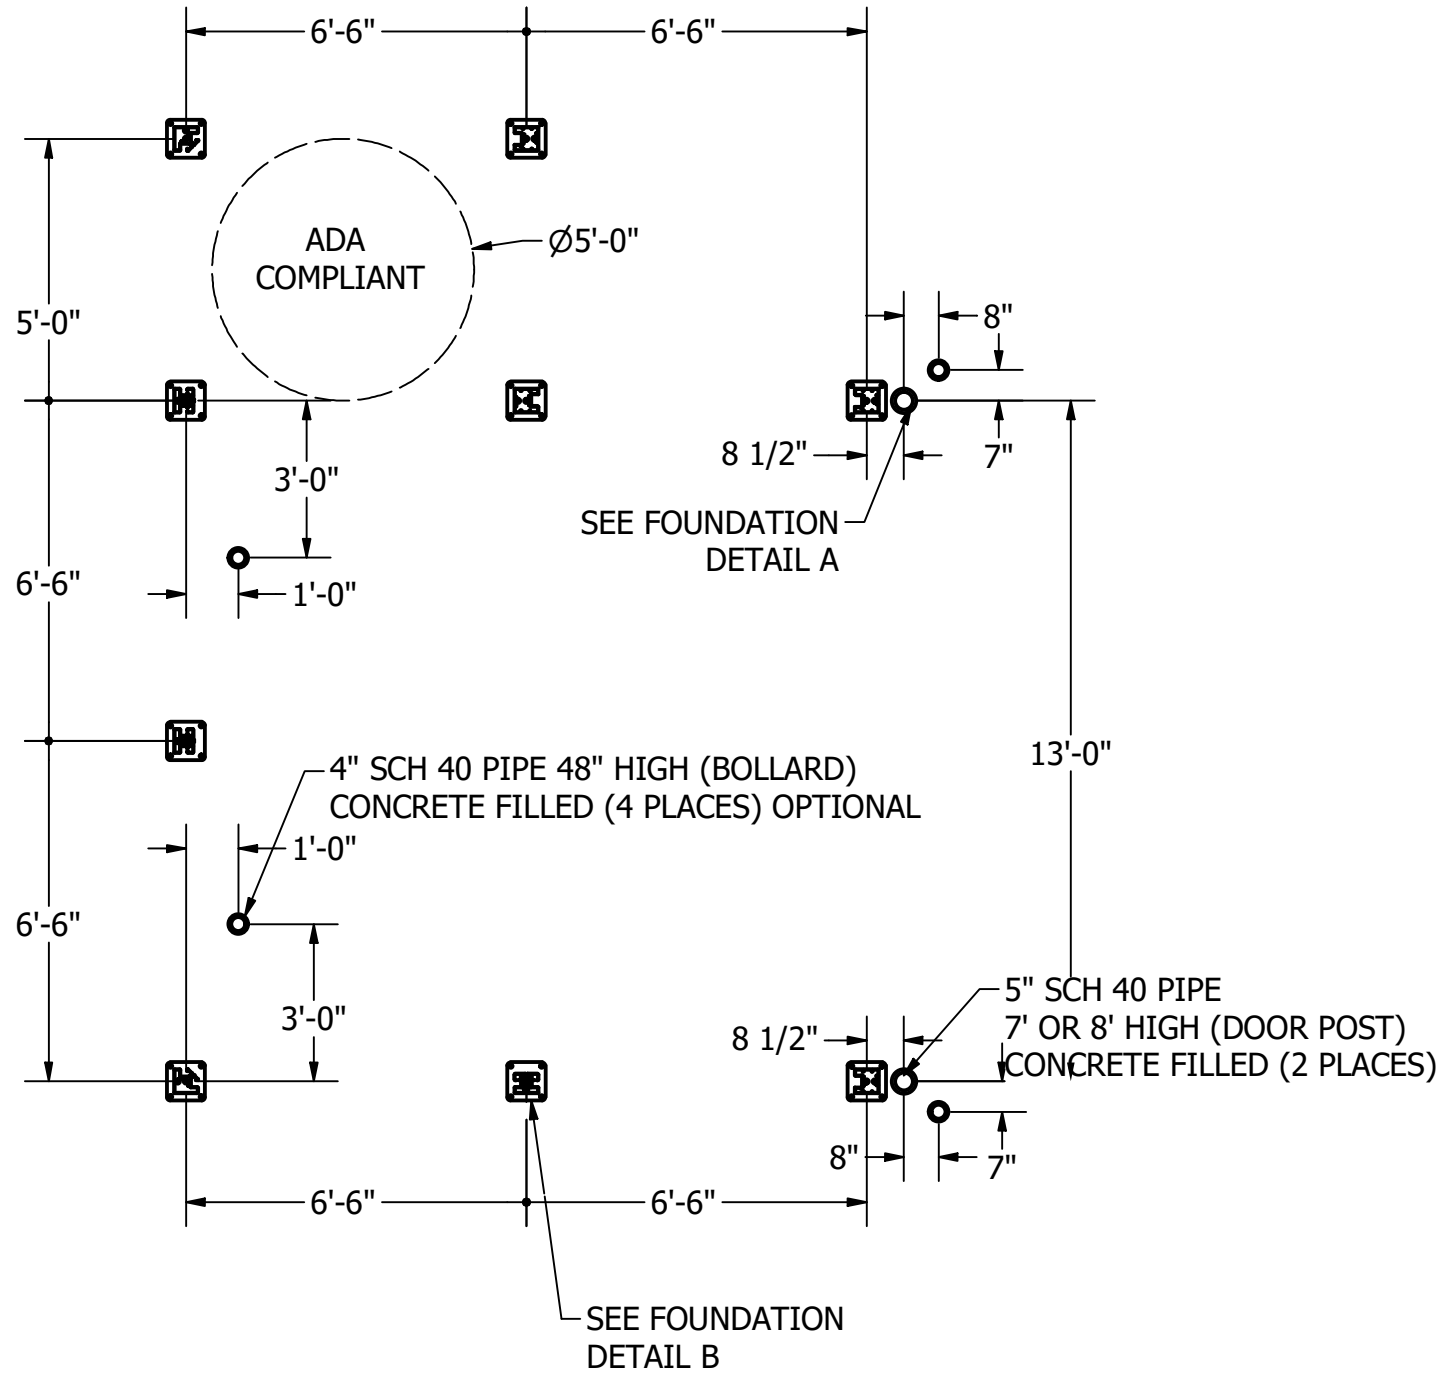 6'-6"
6'-6"
ADA
COMPLIANT
Ø5'-0"
5'-0"
8"
8 1/2"
7"
3'-0"
SEE FOUNDATION
DETAIL A
6'-6"
1'-0"
13'-0"
4" SCH 40 PIPE 48" HIGH (BOLLARD)
CONCRETE FILLED (4 PLACES) OPTIONAL
1'-0"
6'-6"
3'-0"
5" SCH 40 PIPE
7' OR 8' HIGH (DOOR POST)
CONCRETE FILLED (2 PLACES)
8 1/2"
8"
7"
6'-6"
6'-6"
SEE FOUNDATION
DETAIL B